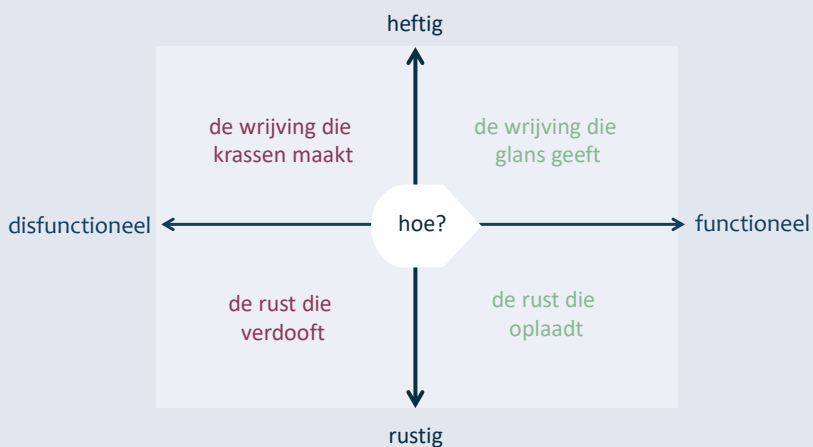 heftig
de wrijving die
krassen maakt
de wrijving die
glans geeft
disfunctioneel
hoe?
functioneel
de rust die
verdooft
de rust die
oplaadt
rustig